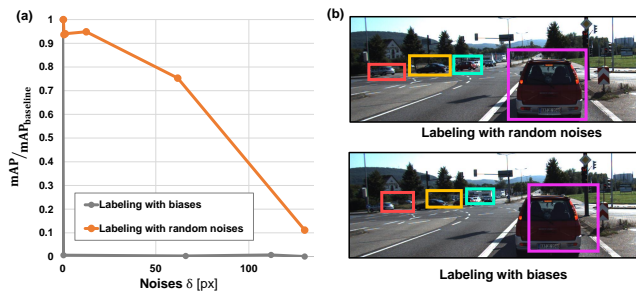 (a)
1
0.9
0.8
0.7
0.6
0.5
0.4
0.3
0.2
0.1
0
mAP/mAPbaseline
Labeling with biases
Labeling with random noises
0 50 100
Noises δ [px]
(b)
Labeling with random noises
Labeling with biases